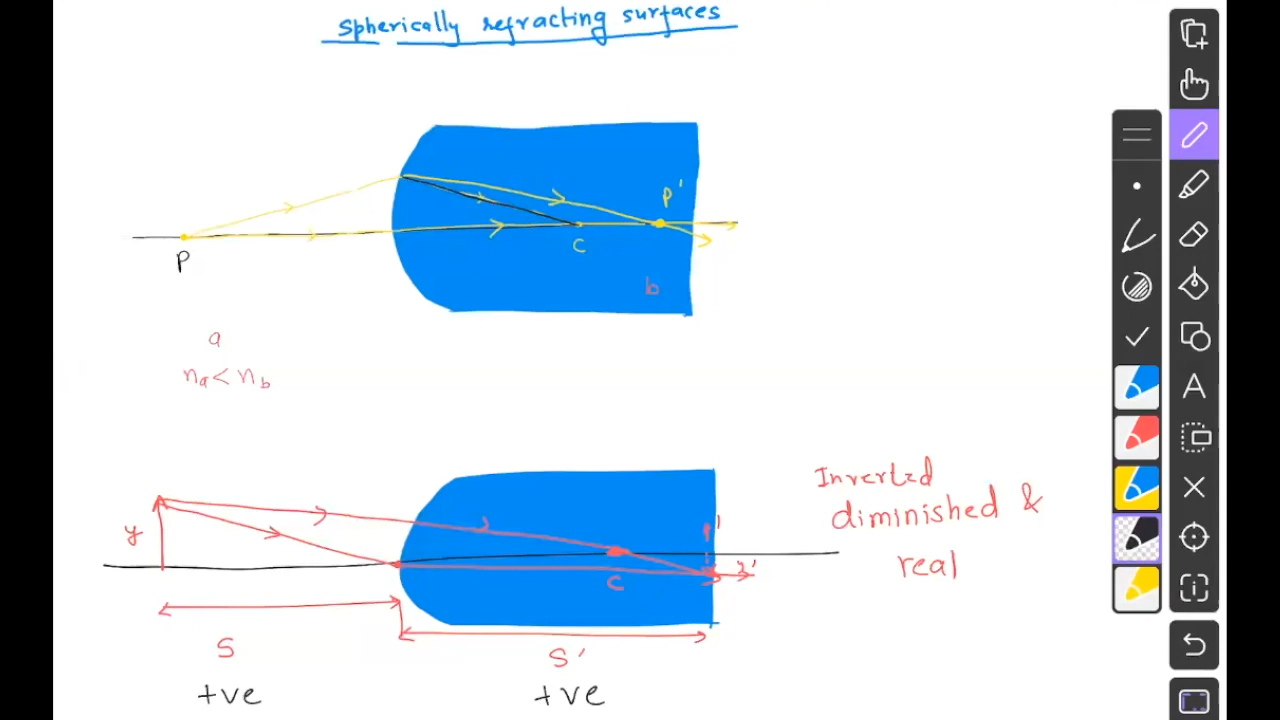 Spherically refracting surfaces
P'
C
P
b
a
na < nb
Inverted
diminished &
real
y
P'
C
S
S'
+ve
+ve
A